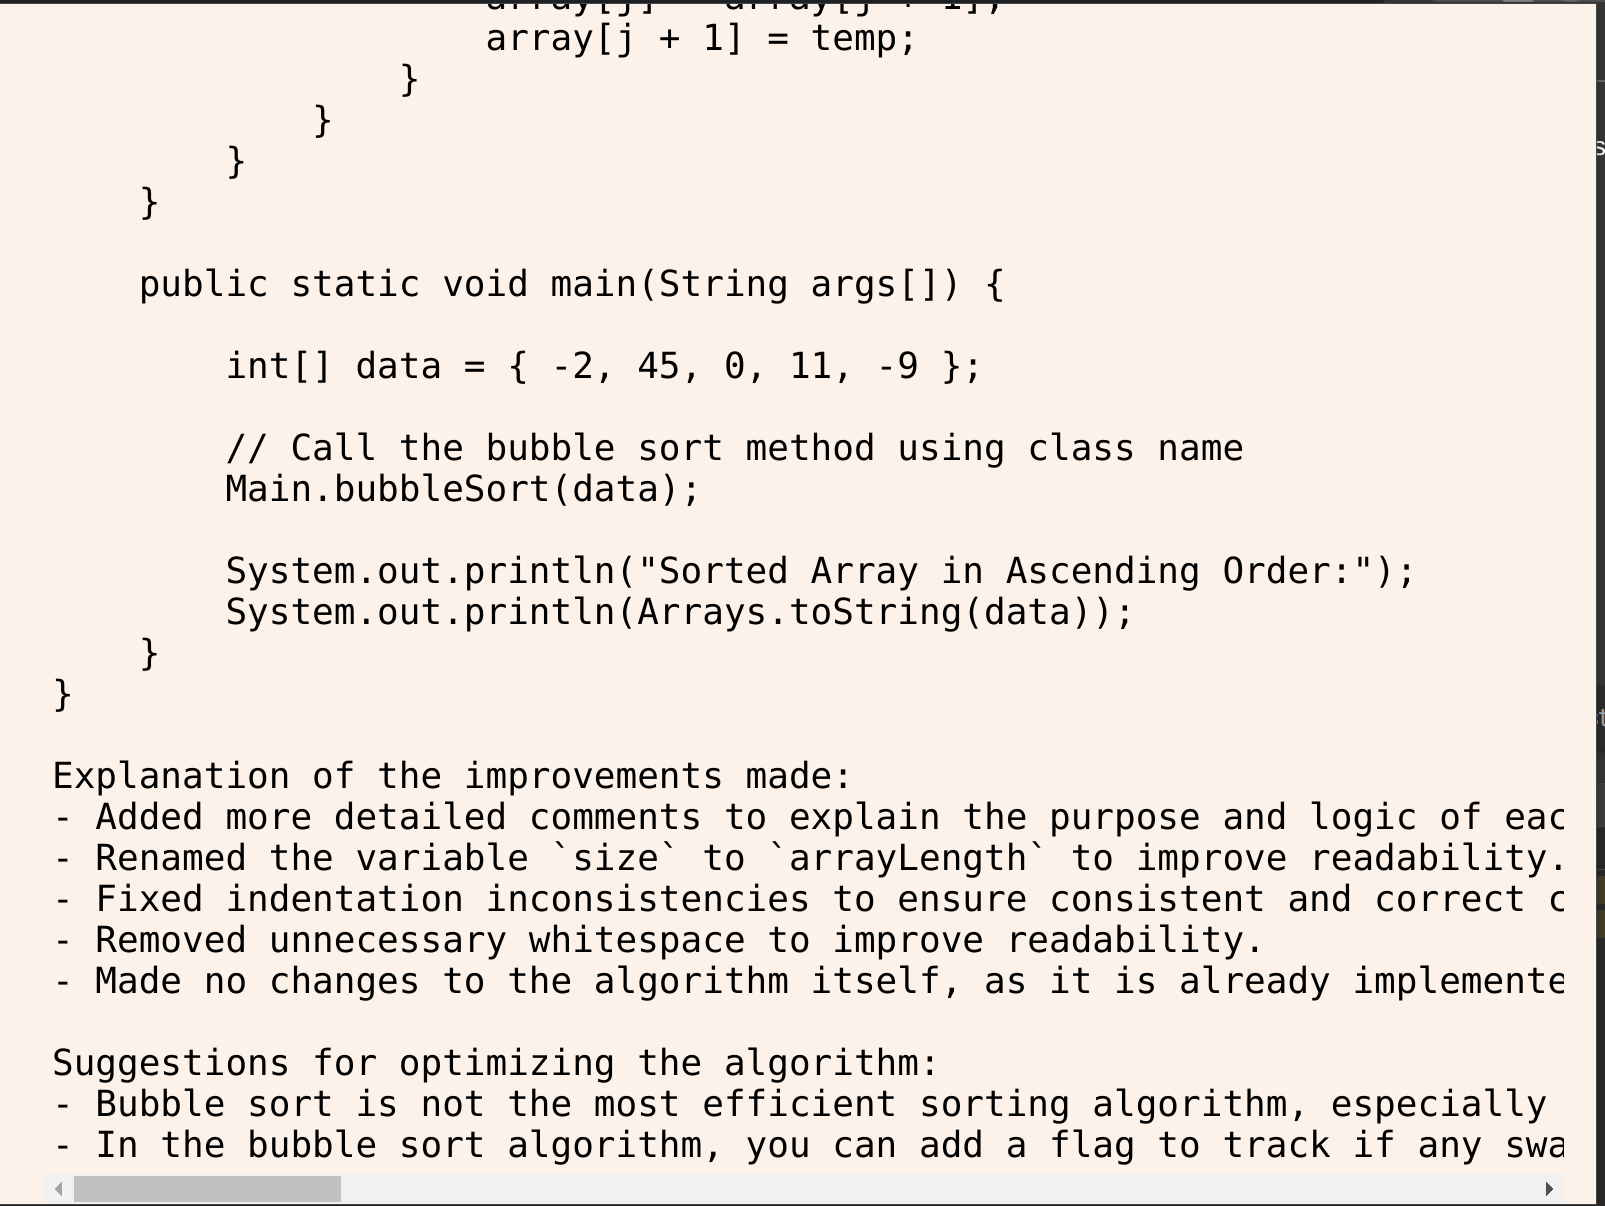 array[j] = array[j + 1];
array[j + 1] = temp;
}
}
}
}
public static void main(String args[]) {
int[] data = { -2, 45, 0, 11, -9 };
// Call the bubble sort method using class name
Main.bubbleSort(data);
System.out.println("Sorted Array in Ascending Order:");
System.out.println(Arrays.toString(data));
}
}
Explanation of the improvements made:
- Added more detailed comments to explain the purpose and logic of eac
- Renamed the variable `size` to `arrayLength` to improve readability.
- Fixed indentation inconsistencies to ensure consistent and correct c
- Removed unnecessary whitespace to improve readability.
- Made no changes to the algorithm itself, as it is already implemente
Suggestions for optimizing the algorithm:
- Bubble sort is not the most efficient sorting algorithm, especially
- In the bubble sort algorithm, you can add a flag to track if any swa